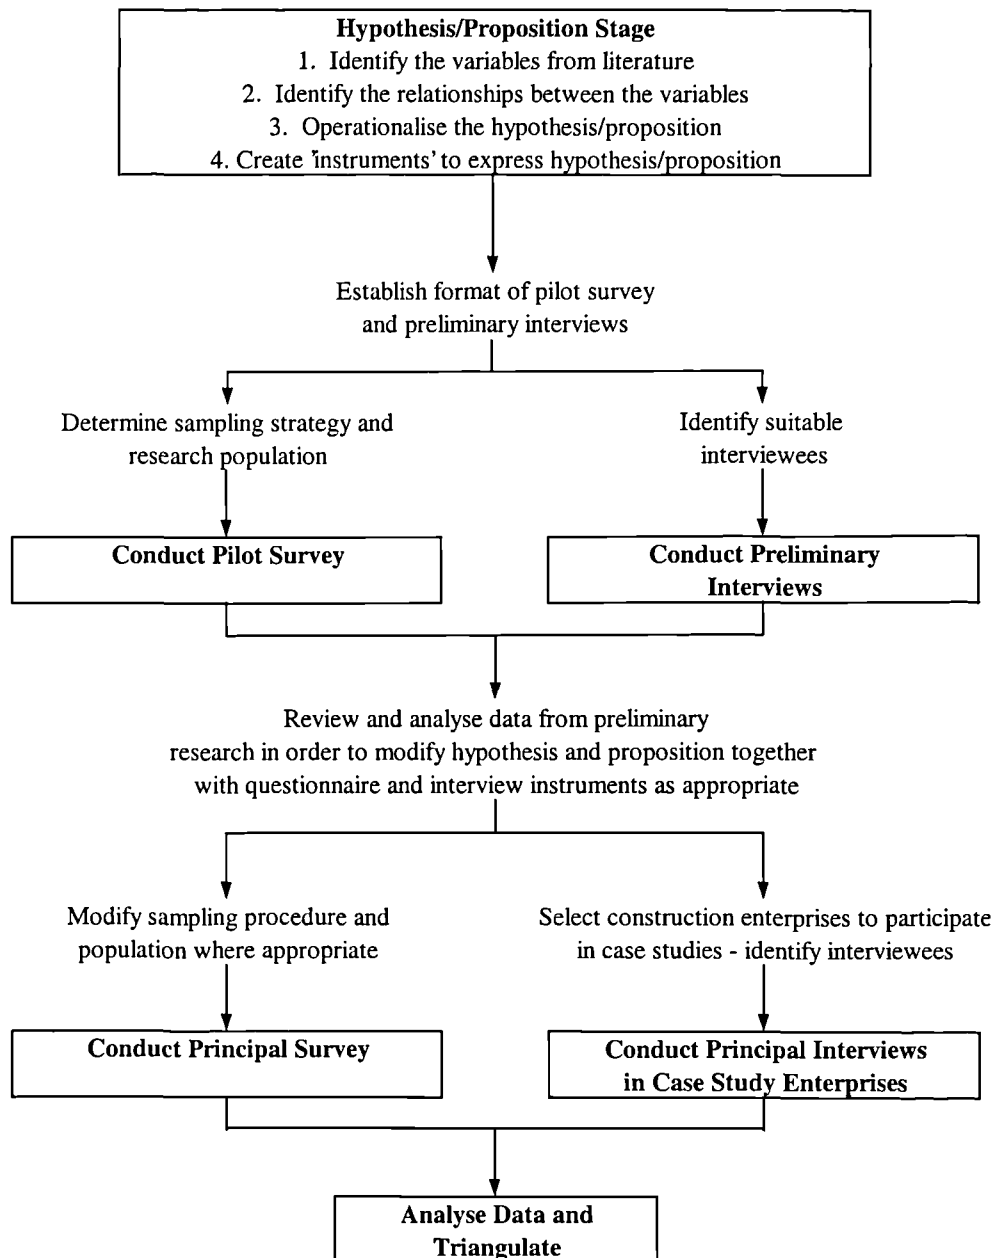 Hypothesis/Proposition Stage
1. Identify the variables from literature
2. Identify the relationships between the variables
3. Operationalise the hypothesis/proposition
4. Create 'instruments' to express hypothesis/proposition
Establish format of pilot survey
and preliminary interviews
Determine sampling strategy and
research population
Identify suitable
interviewees
Conduct Pilot Survey
Conduct Preliminary
Interviews
Review and analyse data from preliminary
research in order to modify hypothesis and proposition together
with questionnaire and interview instruments as appropriate
Modify sampling procedure and
population where appropriate
Select construction enterprises to participate
in case studies - identify interviewees
Conduct Principal Survey
Conduct Principal Interviews
in Case Study Enterprises
Analyse Data and
Triangulate